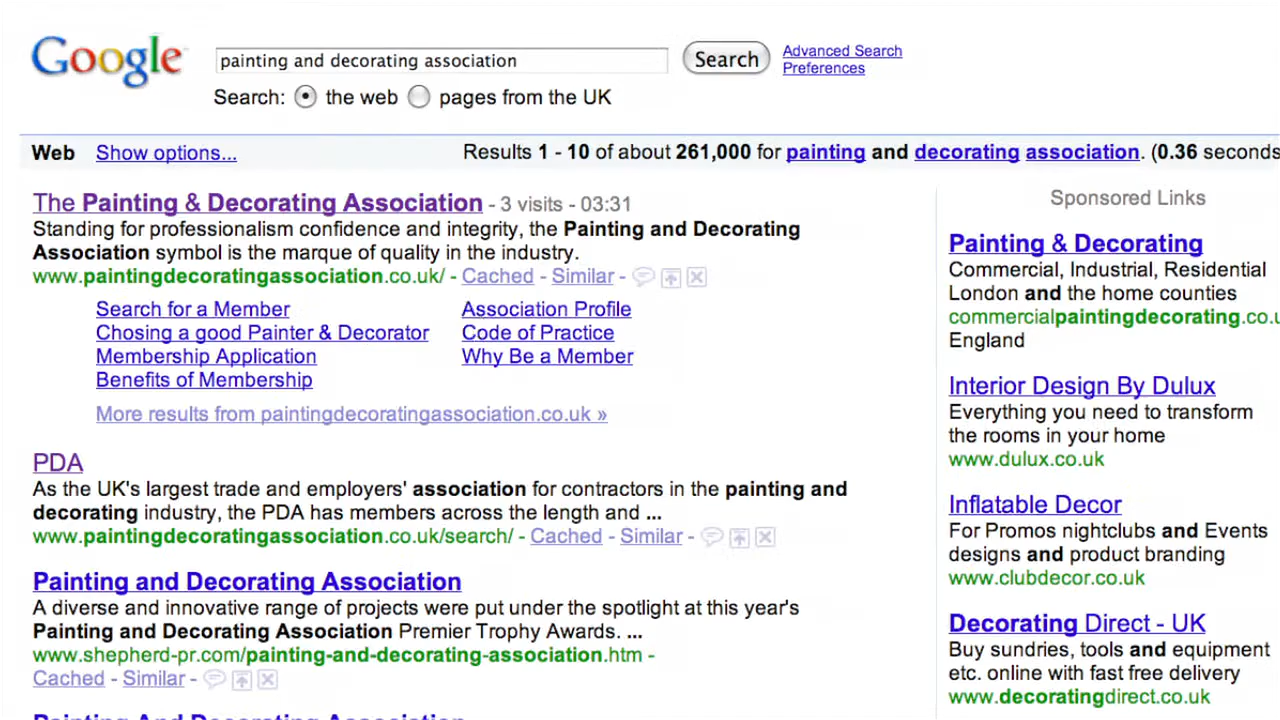 Google
painting and decorating association
Search
Advanced Search
Preferences
Search: the web pages from the UK
Web Show options...
Results 1 - 10 of about 261,000 for painting and decorating association. (0.36 seconds
The Painting & Decorating Association - 3 visits - 03:31
Standing for professionalism confidence and integrity, the Painting and Decorating
Association symbol is the marque of quality in the industry.
www.paintingdecoratingassociation.co.uk/ - Cached - Similar -
Search for a Member
Association Profile
Chosing a good Painter & Decorator
Code of Practice
Membership Application
Why Be a Member
Benefits of Membership
More results from paintingdecoratingassociation.co.uk »
PDA
As the UK's largest trade and employers' association for contractors in the painting and
decorating industry, the PDA has members across the length and ...
www.paintingdecoratingassociation.co.uk/search/ - Cached - Similar -
Painting and Decorating Association
A diverse and innovative range of projects were put under the spotlight at this year's
Painting and Decorating Association Premier Trophy Awards. ...
www.shepherd-pr.com/painting-and-decorating-association.htm -
Cached - Similar -
Painting And Decorating Association
Sponsored Links
Painting & Decorating
Commercial, Industrial, Residential
London and the home counties
commercialpaintingdecorating.co.u
England
Interior Design By Dulux
Everything you need to transform
the rooms in your home
www.dulux.co.uk
Inflatable Decor
For Promos nightclubs and Events
designs and product branding
www.clubdecor.co.uk
Decorating Direct - UK
Buy sundries, tools and equipment
etc. online with fast free delivery
www.decoratingdirect.co.uk